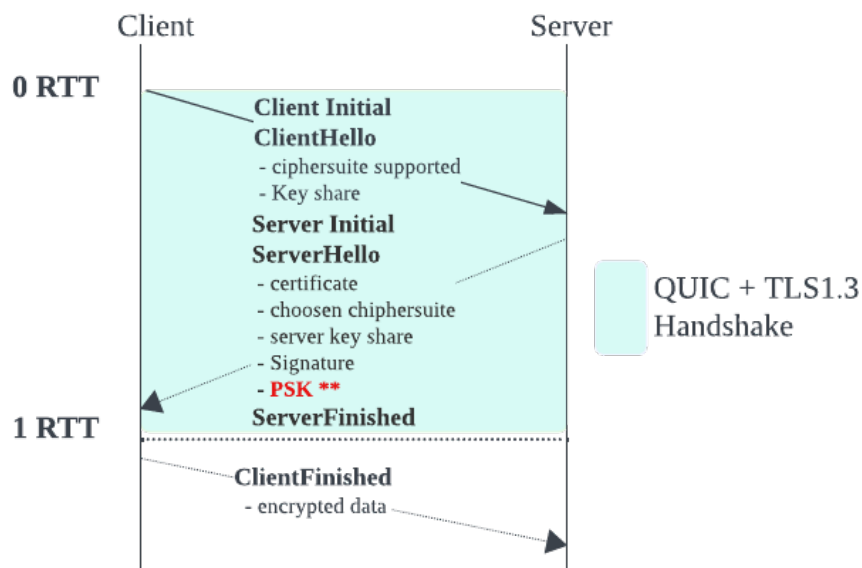 Client
Server
0 RTT
Client Initial
ClientHello
- ciphersuite supported
- Key share
Server Initial
ServerHello
- certificate
- choosen chiphersuite
- server key share
- Signature
- PSK **
ServerFinished
QUIC + TLS1.3
Handshake
1 RTT
ClientFinished
- encrypted data